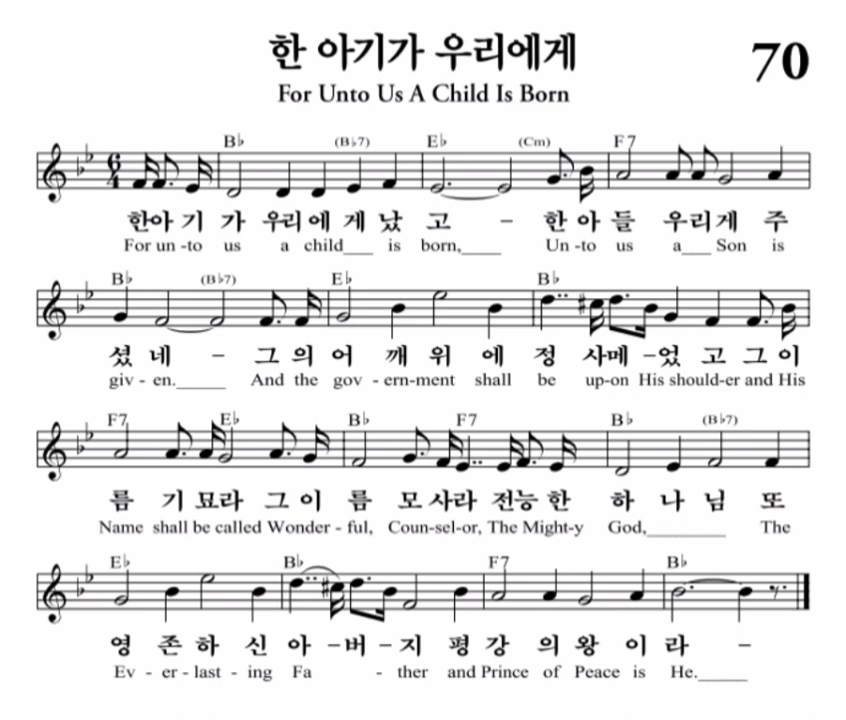 한 아기가 우리에게
70
For Unto Us A Child Is Born
B♭ (B♭7) E♭ (Cm) F7
6/4
한아 기 가 우리 에 게 났 고 - 한 아 들 우리 게 주
For un-to us a child___ is born,____ Un-to us a___ Son is
B♭ (B♭7) E♭ B♭
셨 네 - 그 의 어 깨 위 에 정 사메 -었 고 그 이
giv - en.______ And the gov - ern-ment shall be up-on His should-er and His
F7 E♭ B♭ F7 B♭ (B♭7)
름 기 묘라 그 이 름 모 사라 전능 한 하 나 님 또
Name shall be called Wonder - ful, Coun-sel-or, The Might-y God,________ The
E♭ B♭ F7 B♭
영 존 하 신 아 -버 - 지 평 강 의 왕 이 라 -
Ev - er - last - ing Fa - ther and Prince of Peace is He._____